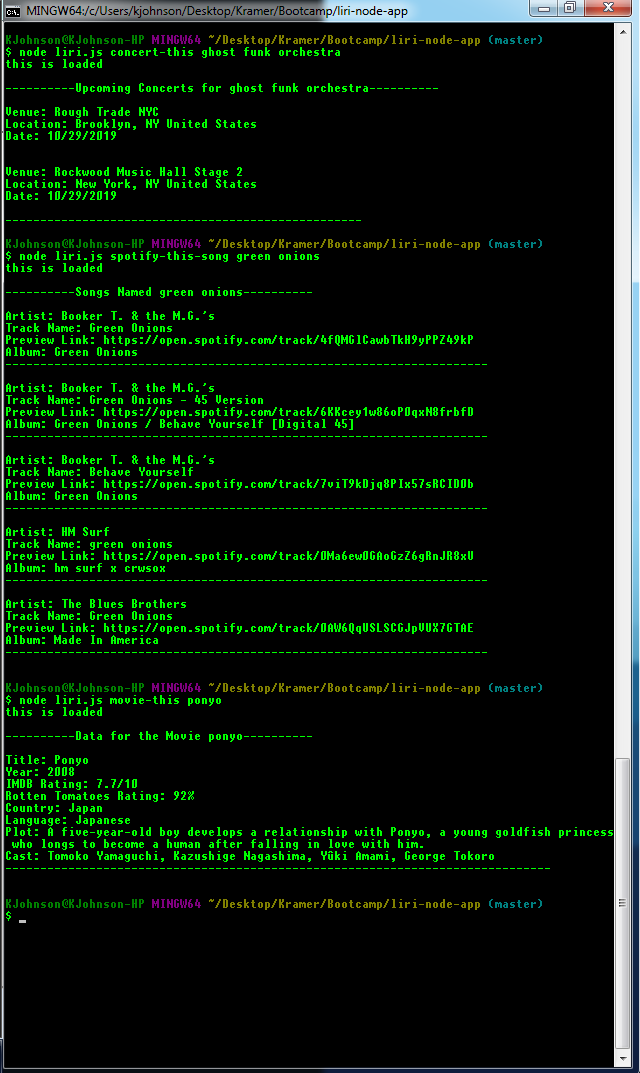 MINGW64:/c/Users/kjohnson/Desktop/Kramer/Bootcamp/liri-node-app
KJohnson@KJohnson-HP MINGW64 ~/Desktop/Kramer/Bootcamp/liri-node-app (master)
$ node liri.js concert-this ghost funk orchestra
this is loaded
----------Upcoming Concerts for ghost funk orchestra----------
Venue: Rough Trade NYC
Location: Brooklyn, NY United States
Date: 10/29/2019
Venue: Rockwood Music Hall Stage 2
Location: New York, NY United States
Date: 10/29/2019
---------------------------------------------------
KJohnson@KJohnson-HP MINGW64 ~/Desktop/Kramer/Bootcamp/liri-node-app (master)
$ node liri.js spotify-this-song green onions
this is loaded
----------Songs Named green onions----------
Artist: Booker T. & the M.G.'s
Track Name: Green Onions
Preview Link: https://open.spotify.com/track/4fQMGlCawbTkH9yPPZ49kP
Album: Green Onions
---------------------------------------------------------------------
Artist: Booker T. & the M.G.'s
Track Name: Green Onions - 45 Version
Preview Link: https://open.spotify.com/track/6KKcey1w86oP0qxN8frbfD
Album: Green Onions / Behave Yourself [Digital 45]
---------------------------------------------------------------------
Artist: Booker T. & the M.G.'s
Track Name: Behave Yourself
Preview Link: https://open.spotify.com/track/7viT9kDjq8PIx57sRCID0b
Album: Green Onions
---------------------------------------------------------------------
Artist: HM Surf
Track Name: green onions
Preview Link: https://open.spotify.com/track/0Ma6ew0GAoGzZ6gRnJR8xU
Album: hm surf x crwsox
---------------------------------------------------------------------
Artist: The Blues Brothers
Track Name: Green Onions
Preview Link: https://open.spotify.com/track/0AW6QqUSLSCGJpVUX7GTAE
Album: Made In America
---------------------------------------------------------------------
KJohnson@KJohnson-HP MINGW64 ~/Desktop/Kramer/Bootcamp/liri-node-app (master)
$ node liri.js movie-this ponyo
this is loaded
----------Data for the Movie ponyo----------
Title: Ponyo
Year: 2008
IMDB Rating: 7.7/10
Rotten Tomatoes Rating: 92%
Country: Japan
Language: Japanese
Plot: A five-year-old boy develops a relationship with Ponyo, a young goldfish princess
who longs to become a human after falling in love with him.
Cast: Tomoko Yamaguchi, Kazushige Nagashima, Yûki Amami, George Tokoro
------------------------------------------------------------------------------
KJohnson@KJohnson-HP MINGW64 ~/Desktop/Kramer/Bootcamp/liri-node-app (master)
$ _